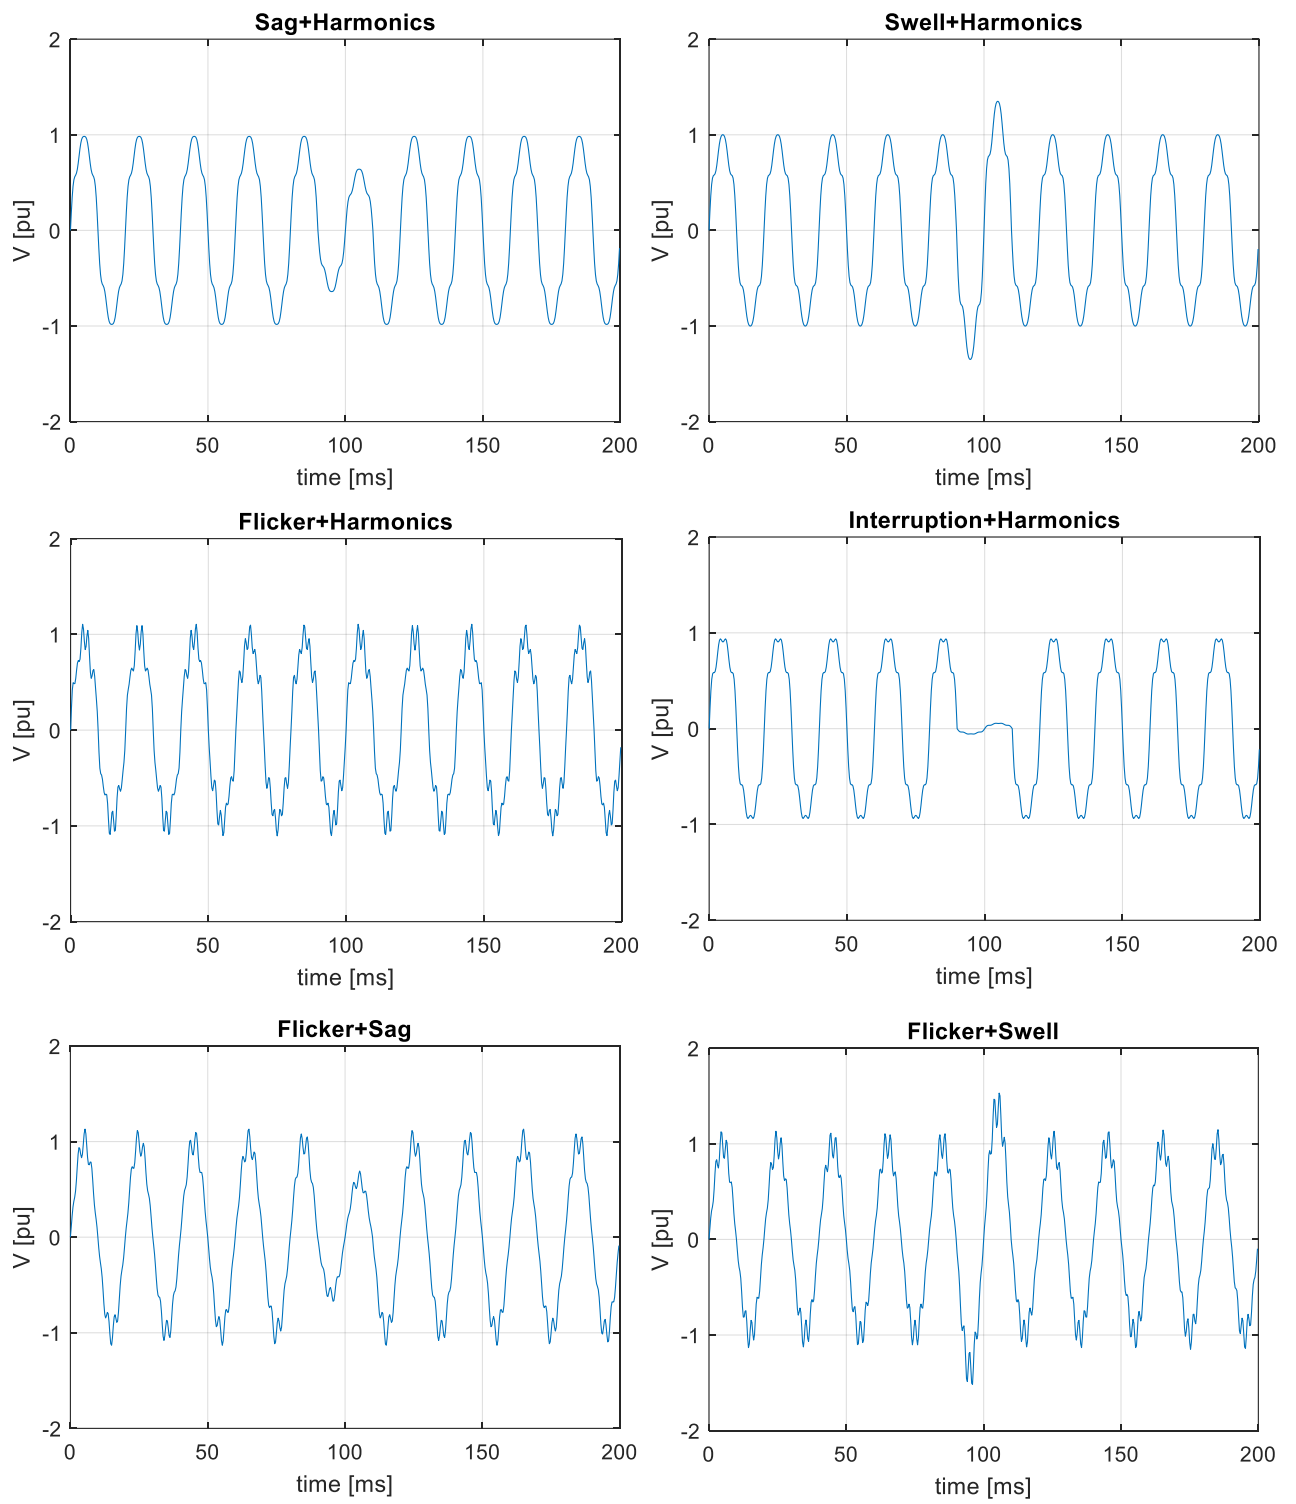 Sag+Harmonics
2
1
0
-1
-2
V [pu]
0 50 100 150 200
time [ms]
Swell+Harmonics
2
1
0
-1
-2
V [pu]
0 50 100 150 200
time [ms]
Flicker+Harmonics
2
1
0
-1
-2
V [pu]
0 50 100 150 200
time [ms]
Interruption+Harmonics
2
1
0
-1
-2
V [pu]
0 50 100 150 200
time [ms]
Flicker+Sag
2
1
0
-1
-2
V [pu]
0 50 100 150 200
time [ms]
Flicker+Swell
2
1
0
-1
-2
V [pu]
0 50 100 150 200
time [ms]